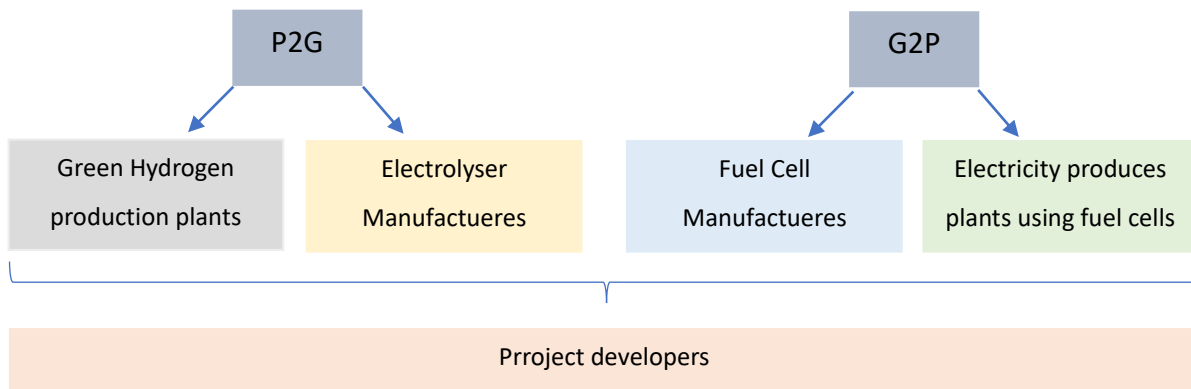 P2G
G2P
Green Hydrogen
production plants
Electrolyser
Manufactueres
Fuel Cell
Manufactueres
Electricity produces
plants using fuel cells
Prroject developers